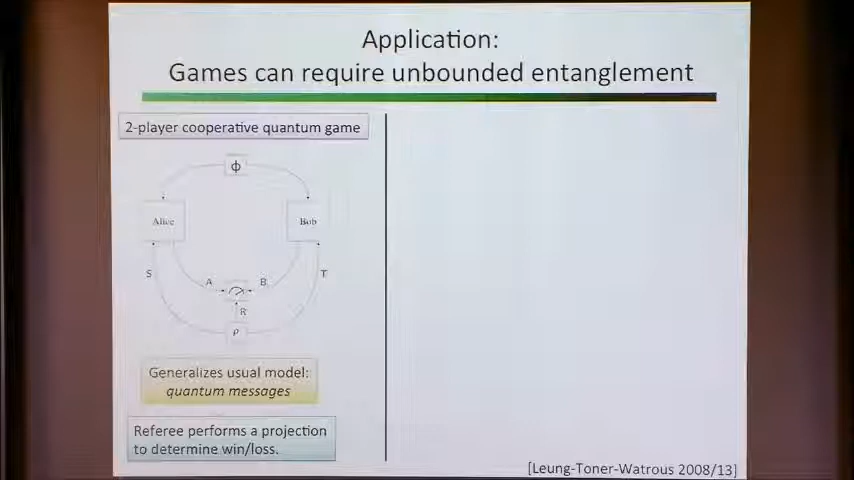 Application:
Games can require unbounded entanglement
2-player cooperative quantum game
ϕ
Alice
Bob
S
T
A
B
R
ρ
Generalizes usual model:
quantum messages
Referee performs a projection
to determine win/loss.
[Leung-Toner-Watrous 2008/13]